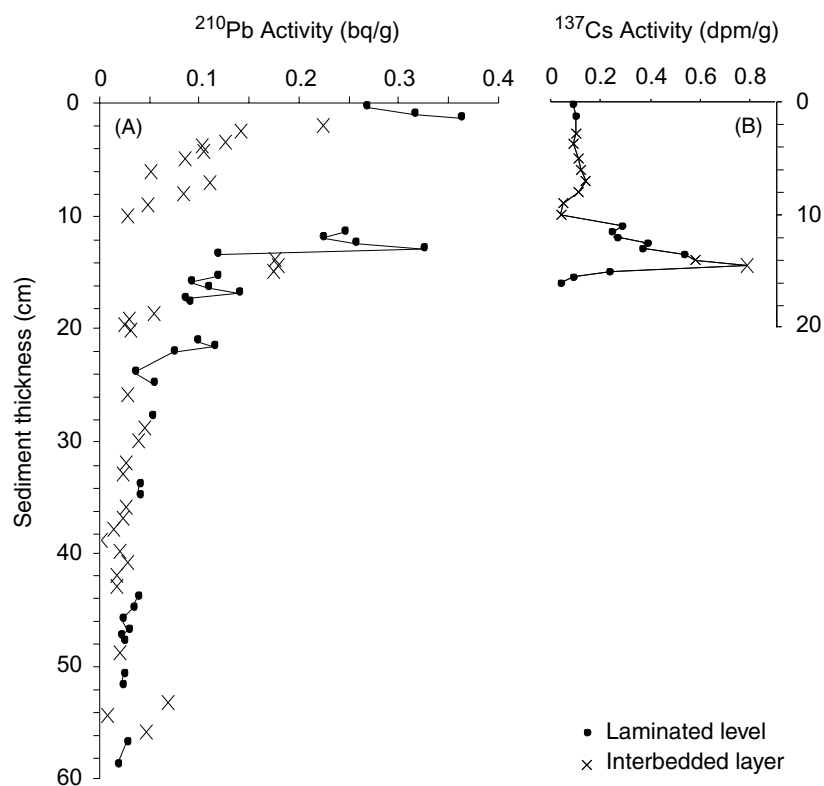 ²¹⁰Pb Activity (bq/g)
¹³⁷Cs Activity (dpm/g)
0 0.1 0.2 0.3 0.4
0 0.2 0.4 0.6 0.8
0
(A)
(B)
0
10
10
20
20
30
40
50
60
Sediment thickness (cm)
Laminated level
Interbedded layer